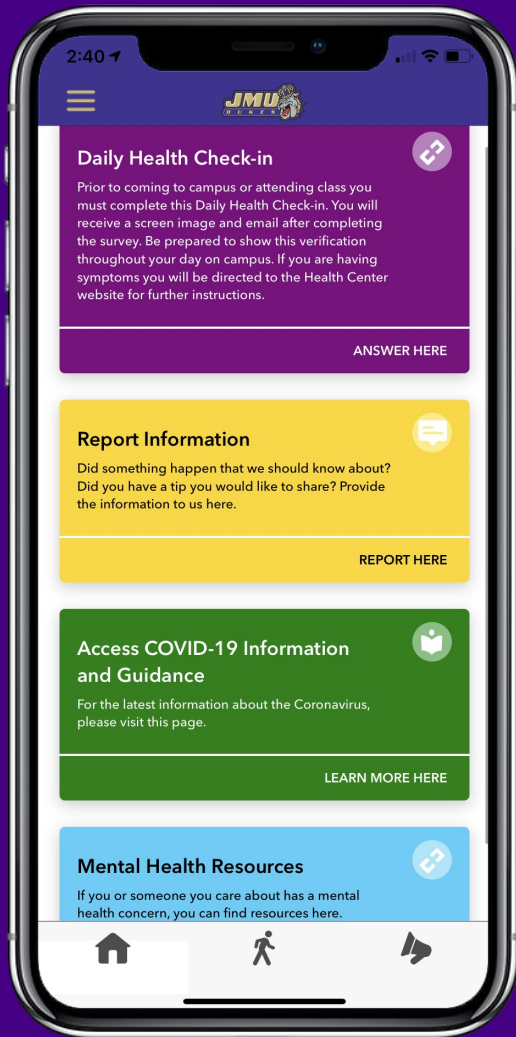 2:40
JMU
DUKES
Daily Health Check-in
Prior to coming to campus or attending class you
must complete this Daily Health Check-in. You will
receive a screen image and email after completing
the survey. Be prepared to show this verification
throughout your day on campus. If you are having
symptoms you will be directed to the Health Center
website for further instructions.
ANSWER HERE
Report Information
Did something happen that we should know about?
Did you have a tip you would like to share? Provide
the information to us here.
REPORT HERE
Access COVID-19 Information
and Guidance
For the latest information about the Coronavirus,
please visit this page.
LEARN MORE HERE
Mental Health Resources
If you or someone you care about has a mental
health concern, you can find resources here.